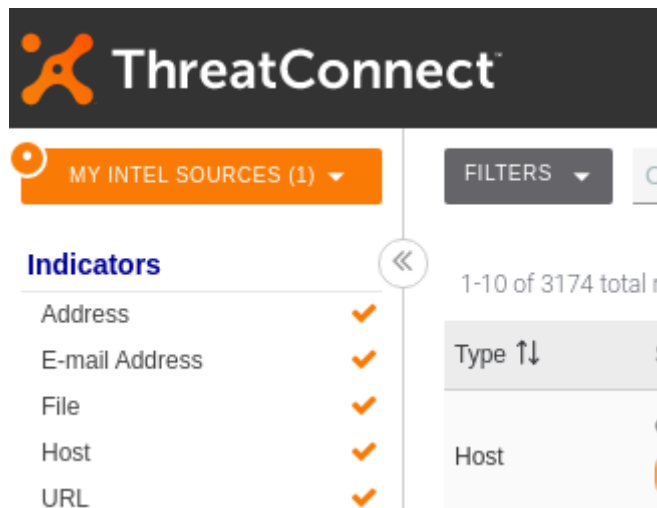 ThreatConnect™
MY INTEL SOURCES (1)
FILTERS
Indicators
1-10 of 3174 total
Address
E-mail Address
Type
File
Host
Host
URL